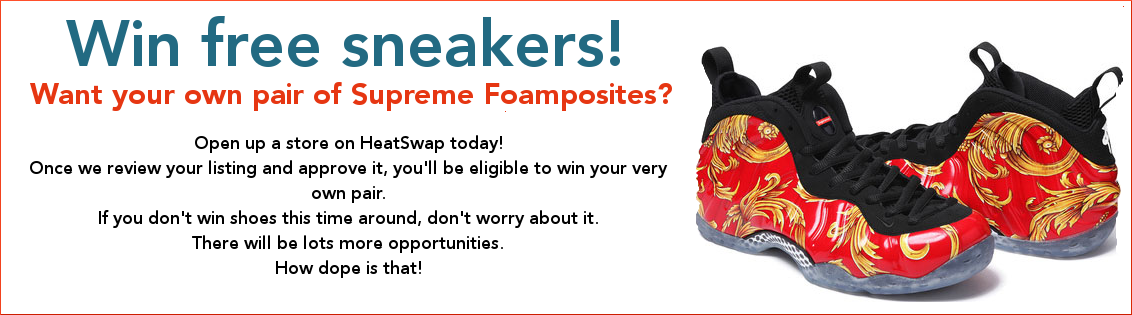 Win free sneakers!
Want your own pair of Supreme Foamposites?
Open up a store on HeatSwap today!
Once we review your listing and approve it, you'll be eligible to win your very
own pair.
If you don't win shoes this time around, don't worry about it.
There will be lots more opportunities.
How dope is that!
Supreme